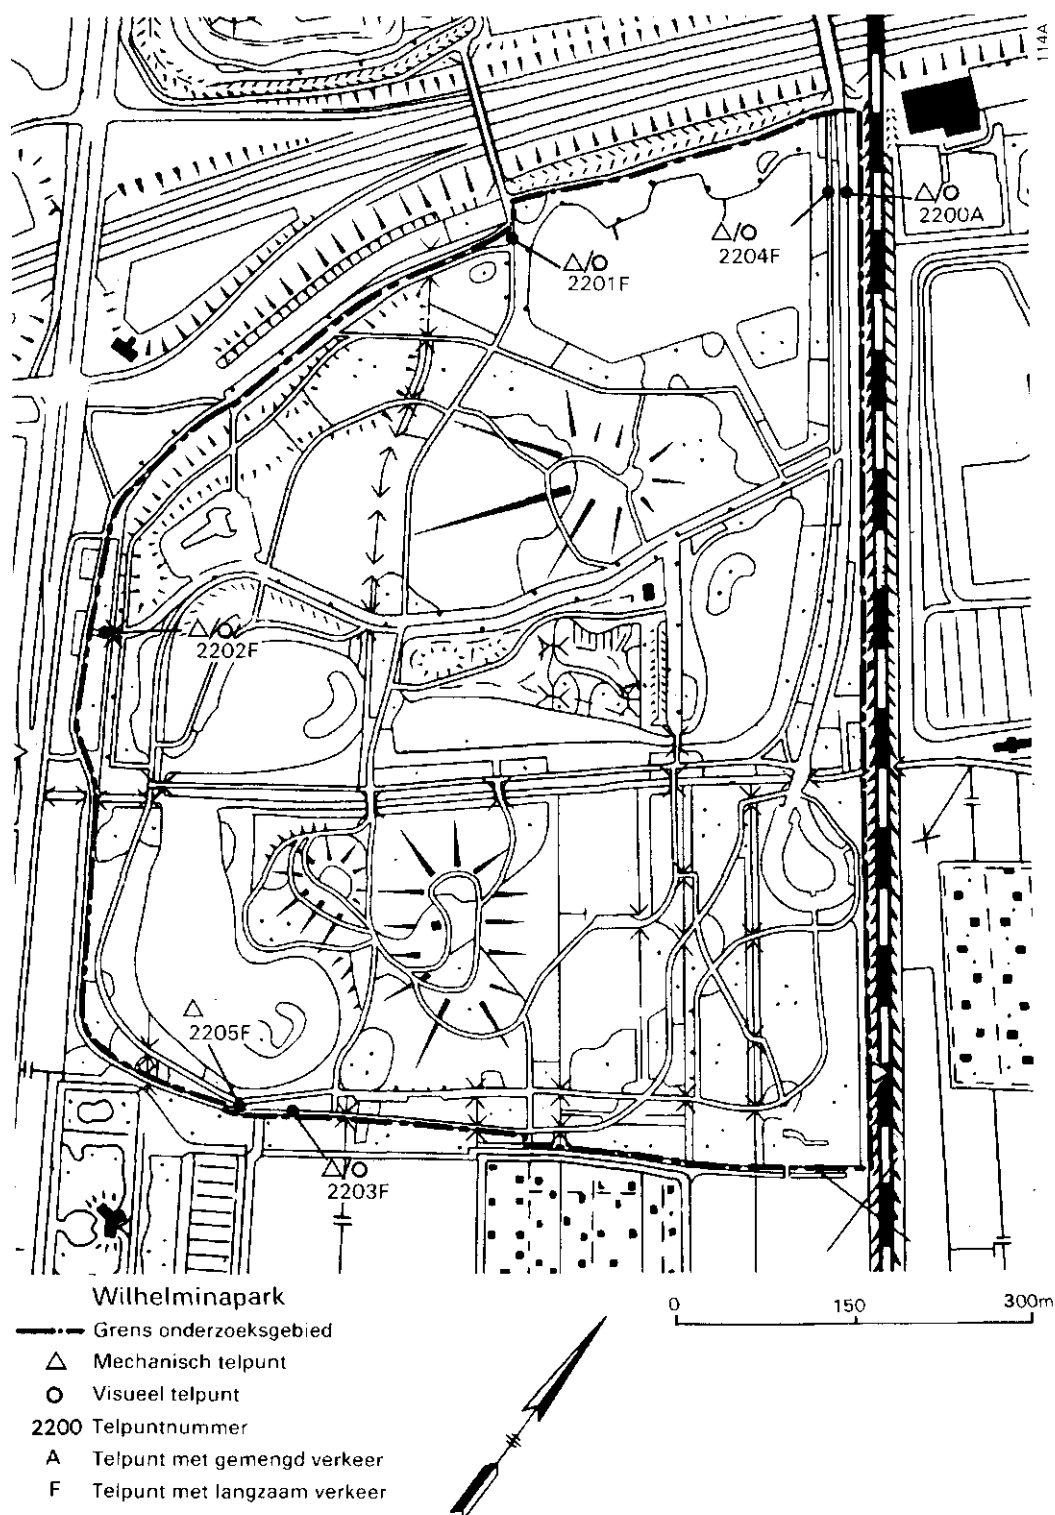 114A
△/O
2200A
△/O
2204F
△/O
2201F
△/O
2202F
△
2205F
△/O
2203F
Wilhelminapark
Grens onderzoeksgebied
△ Mechanisch telpunt
O Visueel telpunt
2200 Telpuntnummer
A Telpunt met gemengd verkeer
F Telpunt met langzaam verkeer
0 150 300m